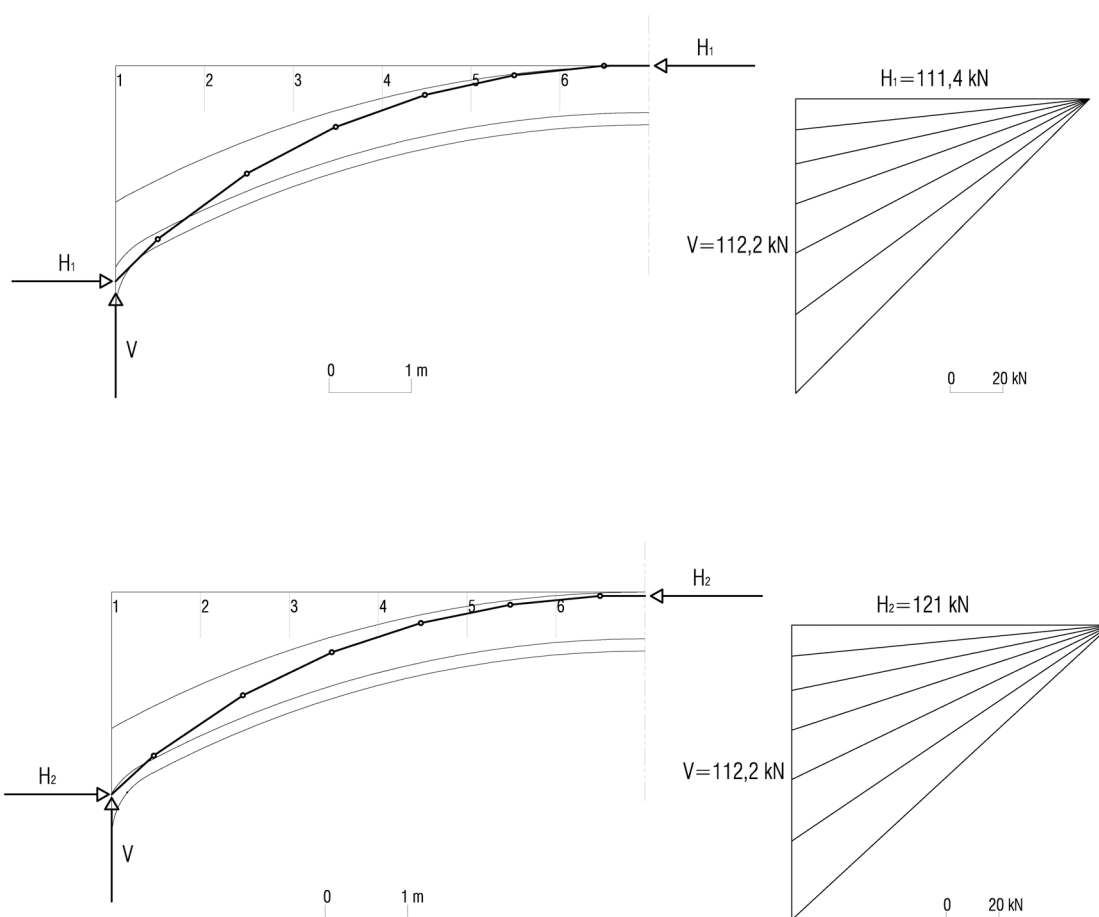 H₁
1 2 3 4 5 6
H₁=111,4 kN
V=112,2 kN
H₁
V
0 1 m
0 20 kN
H₂
1 2 3 4 5 6
H₂=121 kN
V=112,2 kN
H₂
V
0 1 m
0 20 kN